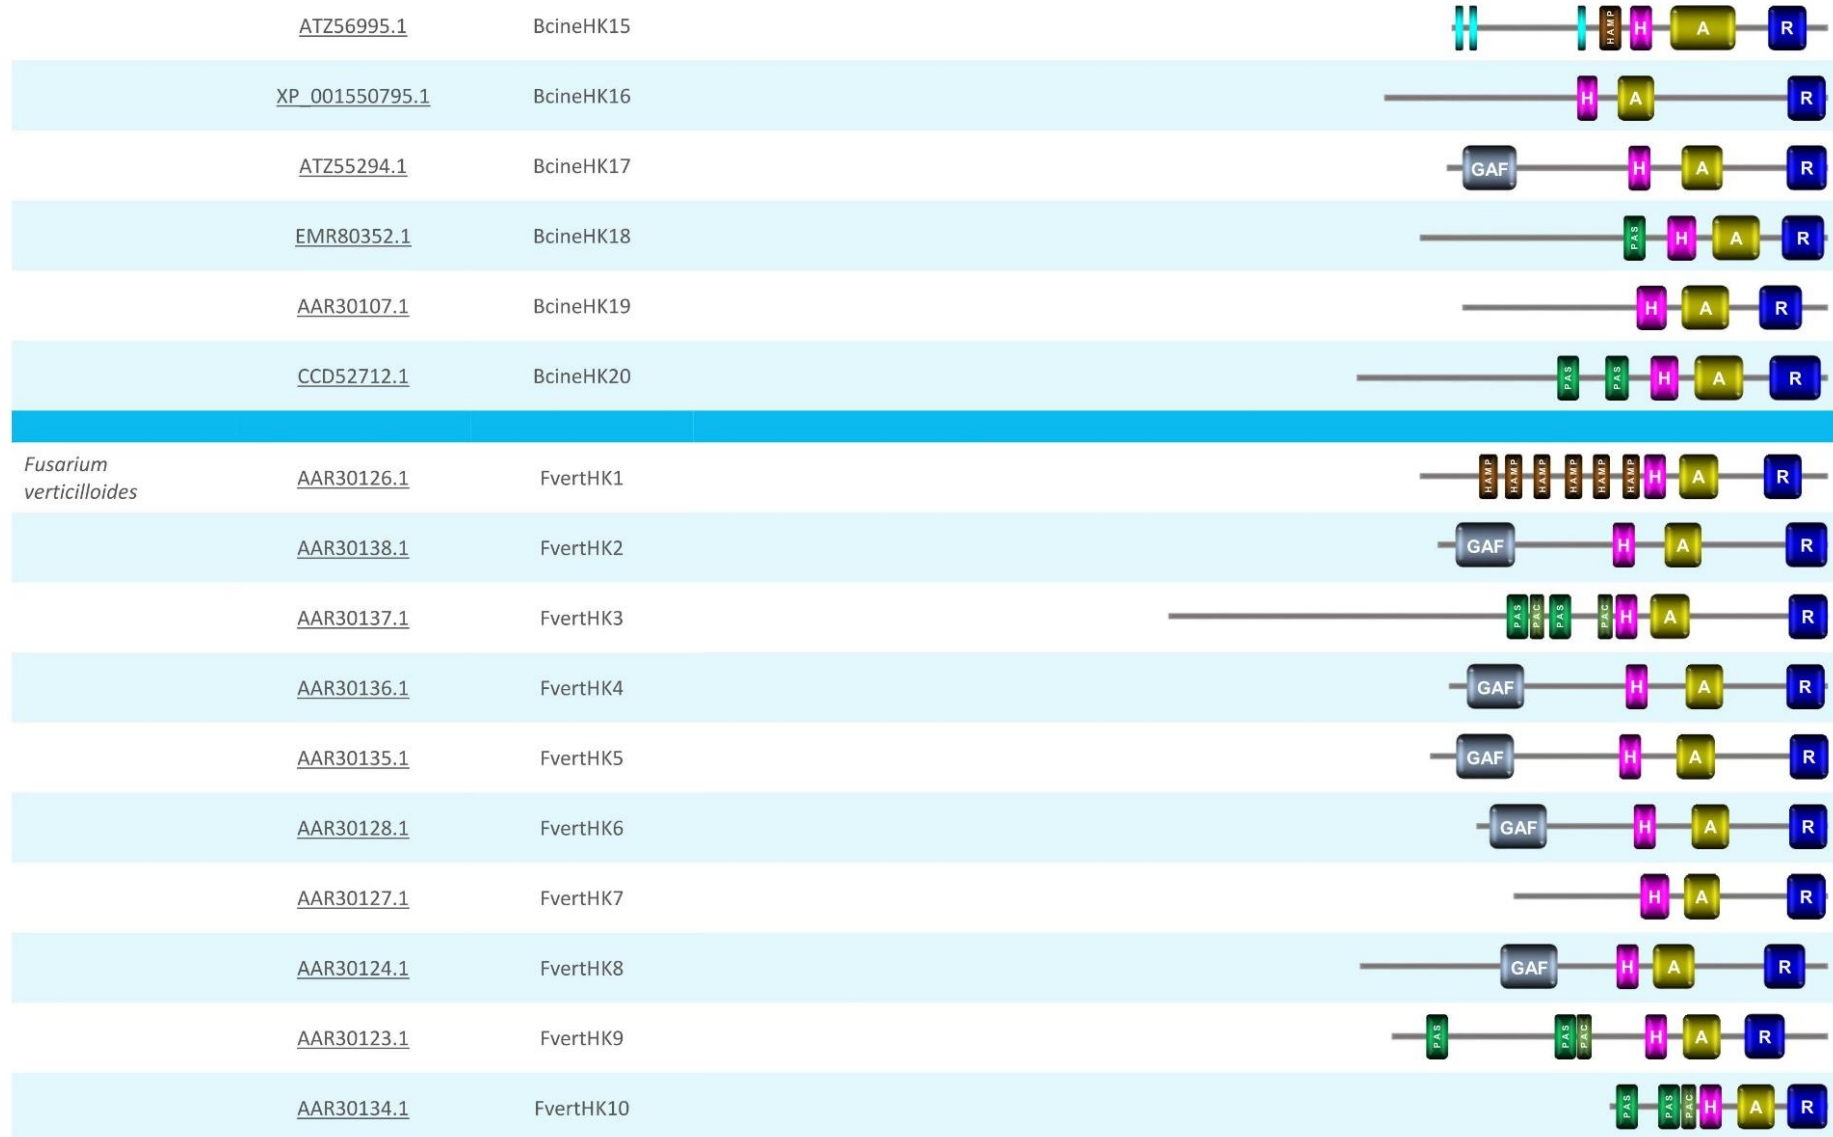 ATZ56995.1 BcineHK15 HAMP H A R
XP_001550795.1 BcineHK16 H A R
ATZ55294.1 BcineHK17 GAF H A R
EMR80352.1 BcineHK18 PAS H A R
AAR30107.1 BcineHK19 H A R
CCD52712.1 BcineHK20 PAS PAS H A R
Fusarium
verticilloides AAR30126.1 FvertHK1 HAMP HAMP HAMP HAMP HAMP HAMP H A R
AAR30138.1 FvertHK2 GAF H A R
AAR30137.1 FvertHK3 PAS PAC PAS PAC H A R
AAR30136.1 FvertHK4 GAF H A R
AAR30135.1 FvertHK5 GAF H A R
AAR30128.1 FvertHK6 GAF H A R
AAR30127.1 FvertHK7 H A R
AAR30124.1 FvertHK8 GAF H A R
AAR30123.1 FvertHK9 PAS PAS PAC H A R
AAR30134.1 FvertHK10 PAS PAS PAC H A R